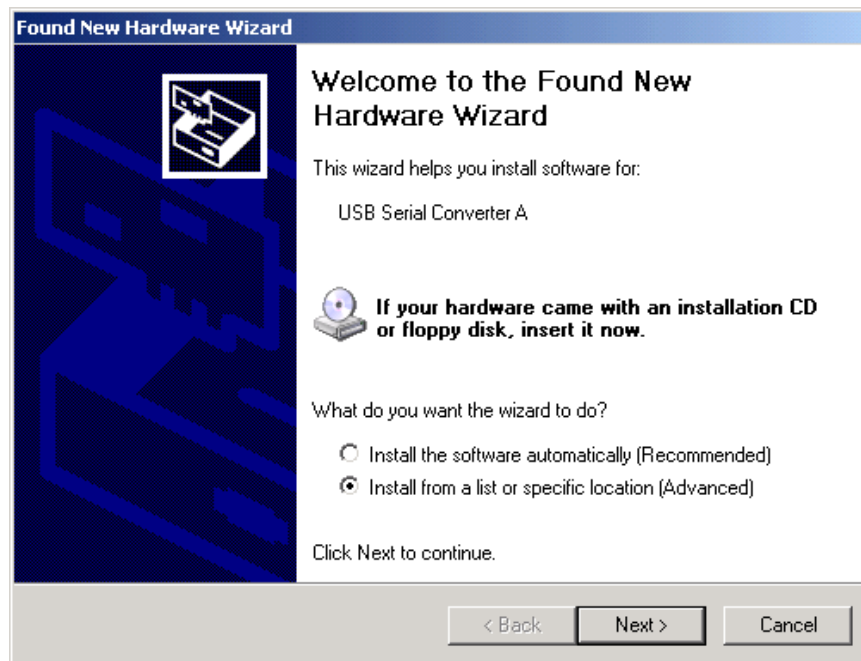 Found New Hardware Wizard
Welcome to the Found New
Hardware Wizard
This wizard helps you install software for:
USB Serial Converter A
If your hardware came with an installation CD
or floppy disk, insert it now.
What do you want the wizard to do?
Install the software automatically (Recommended)
Install from a list or specific location (Advanced)
Click Next to continue.
< Back
Next >
Cancel